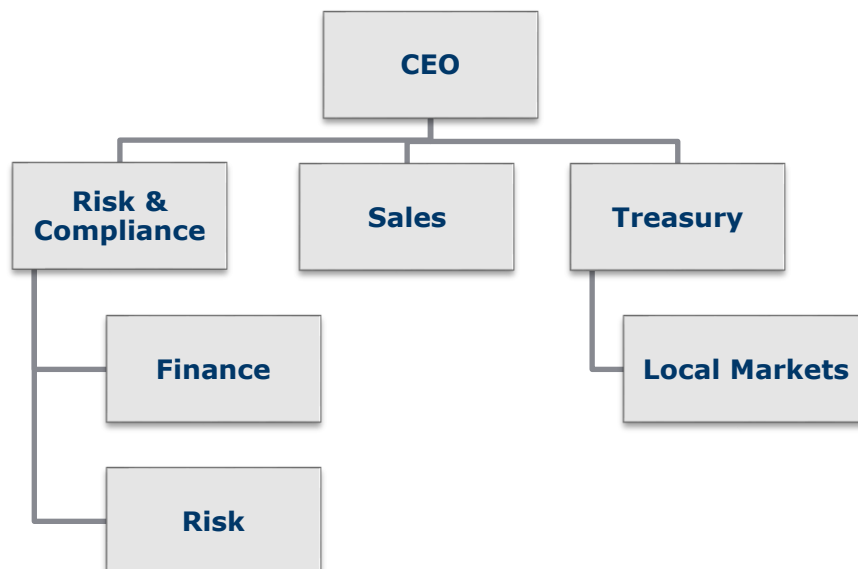 CEO
Risk &
Compliance
Sales
Treasury
Finance
Local Markets
Risk